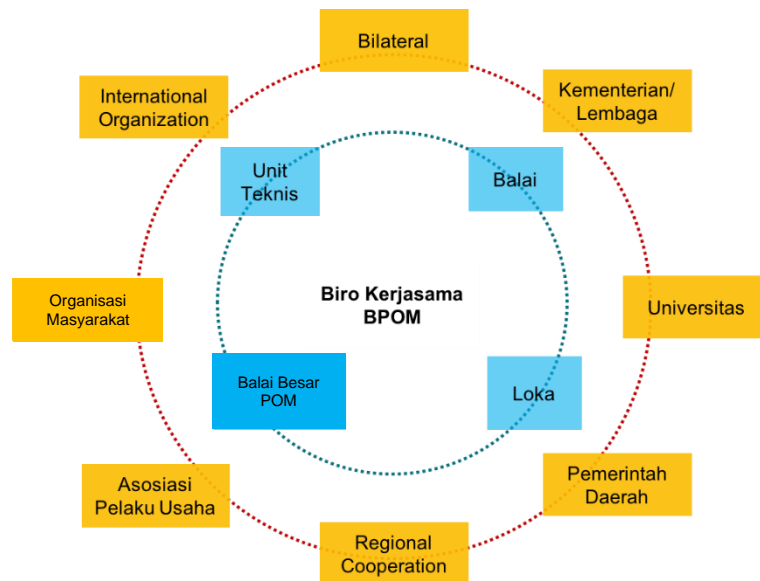 Bilateral
International
Organization
Kementerian/
Lembaga
Unit
Teknis
Balai
Organisasi
Masyarakat
Biro Kerjasama
BPOM
Universitas
Balai Besar
POM
Loka
Asosiasi
Pelaku Usaha
Pemerintah
Daerah
Regional
Cooperation